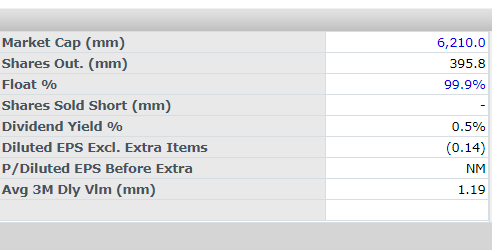 Market Cap (mm) 6,210.0
Shares Out. (mm) 395.8
Float % 99.9%
Shares Sold Short (mm) -
Dividend Yield % 0.5%
Diluted EPS Excl. Extra Items (0.14)
P/Diluted EPS Before Extra NM
Avg 3M Dly Vlm (mm) 1.19